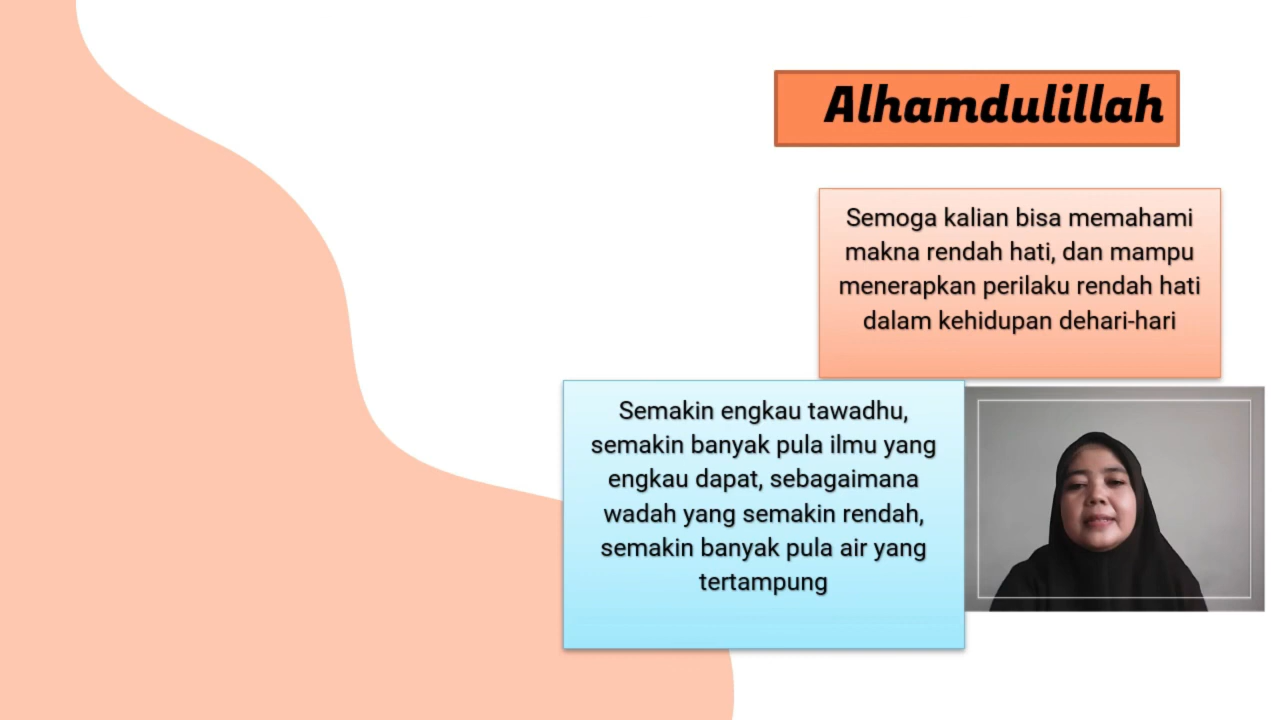 Alhamdulillah
Semoga kalian bisa memahami
makna rendah hati, dan mampu
menerapkan perilaku rendah hati
dalam kehidupan dehari-hari
Semakin engkau tawadhu,
semakin banyak pula ilmu yang
engkau dapat, sebagaimana
wadah yang semakin rendah,
semakin banyak pula air yang
tertampung